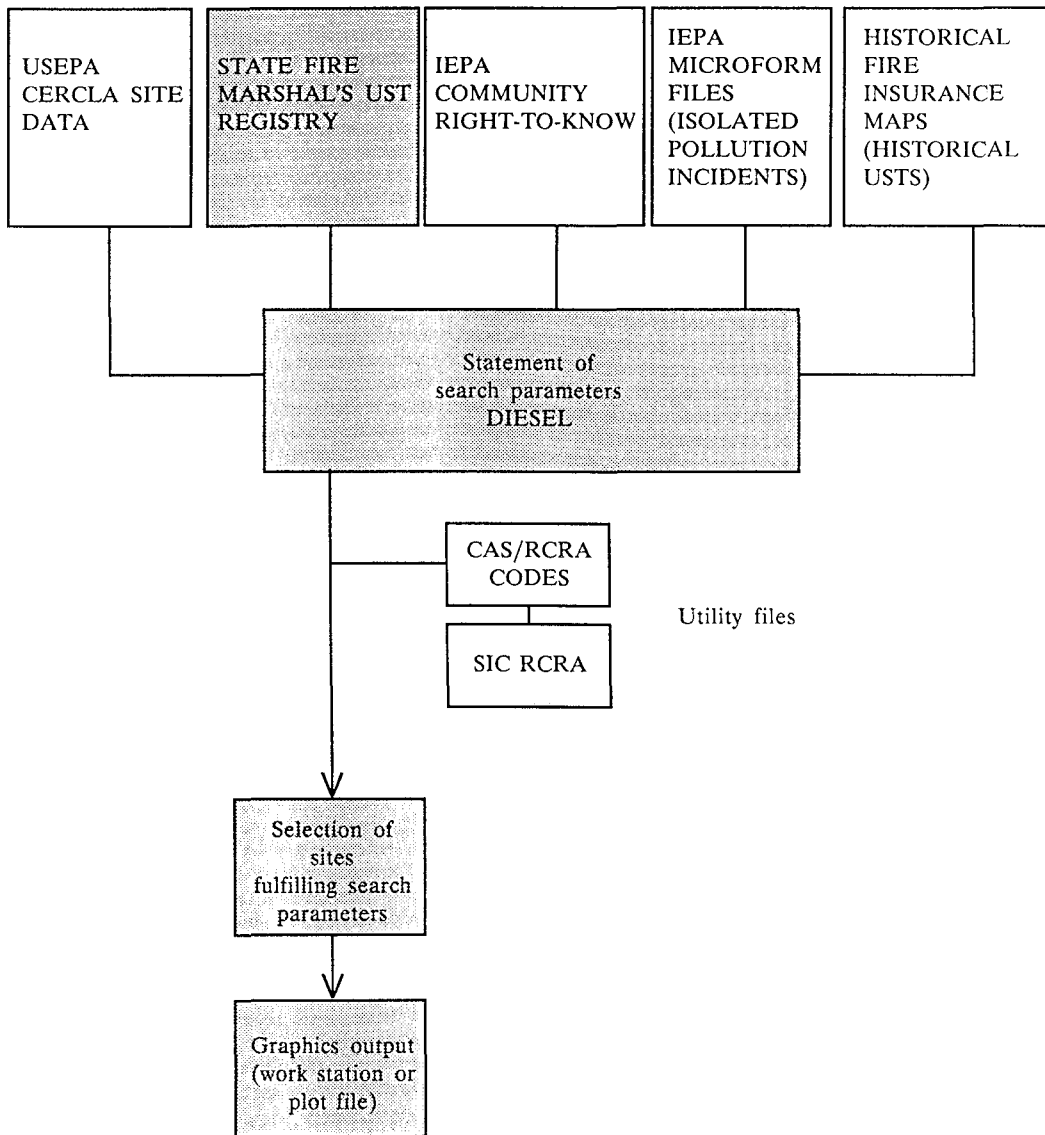 USEPA
CERCLA SITE
DATA
STATE FIRE
MARSHAL'S UST
REGISTRY
IEPA
COMMUNITY
RIGHT-TO-KNOW
IEPA
MICROFORM
FILES
(ISOLATED
POLLUTION
INCIDENTS)
HISTORICAL
FIRE
INSURANCE
MAPS
(HISTORICAL
USTS)
Statement of
search parameters
DIESEL
CAS/RCRA
CODES
Utility files
SIC RCRA
Selection of
sites
fulfilling search
parameters
Graphics output
(work station or
plot file)